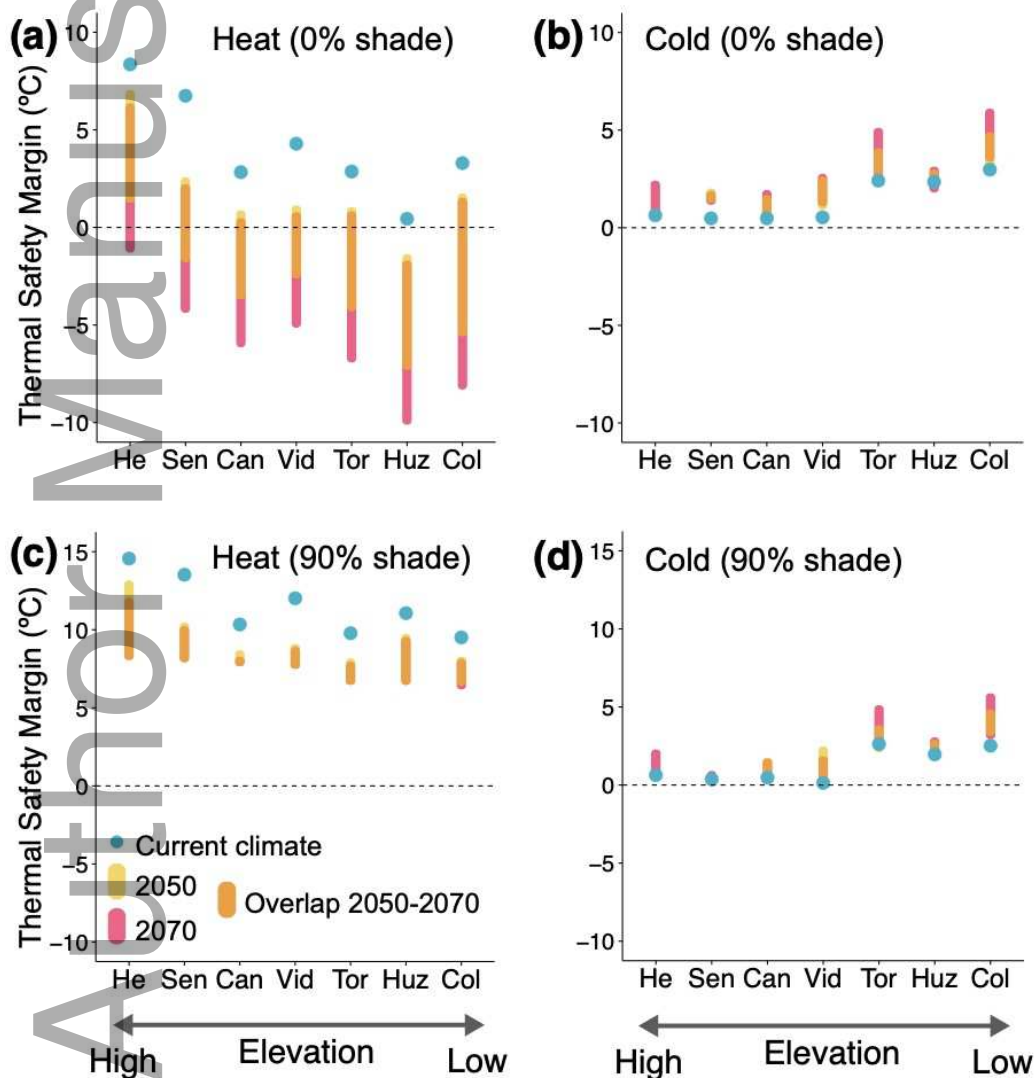 (a) Heat (0% shade)
Thermal Safety Margin (ºC)
10
5
0
−5
−10
He Sen Can Vid Tor Huz Col
(b) Cold (0% shade)
10
5
0
−5
−10
He Sen Can Vid Tor Huz Col
(c) Heat (90% shade)
Thermal Safety Margin (ºC)
15
10
5
0
−5
−10
Current climate
2050
2070
Overlap 2050-2070
He Sen Can Vid Tor Huz Col
High Elevation Low
(d) Cold (90% shade)
15
10
5
0
−5
−10
He Sen Can Vid Tor Huz Col
High Elevation Low
Author Manus